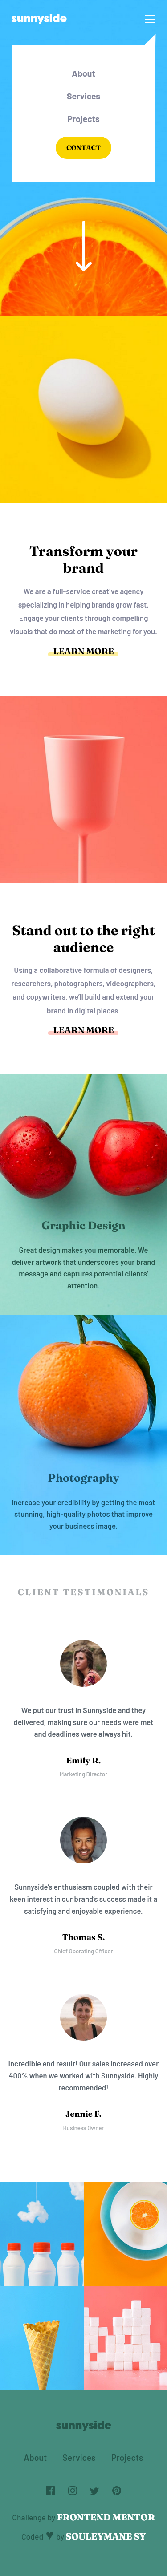 sunnyside
About
Services
Projects
CONTACT
Transform your
brand
We are a full-service creative agency
specializing in helping brands grow fast.
Engage your clients through compelling
visuals that do most of the marketing for you.
LEARN MORE
Stand out to the right
audience
Using a collaborative formula of designers,
researchers, photographers, videographers,
and copywriters, we'll build and extend your
brand in digital places.
LEARN MORE
Graphic Design
Great design makes you memorable. We
deliver artwork that underscores your brand
message and captures potential clients'
attention.
Photography
Increase your credibility by getting the most
stunning, high-quality photos that improve
your business image.
CLIENT TESTIMONIALS
We put our trust in Sunnyside and they
delivered, making sure our needs were met
and deadlines were always hit.
Emily R.
Marketing Director
Sunnyside's enthusiasm coupled with their
keen interest in our brand's success made it a
satisfying and enjoyable experience.
Thomas S.
Chief Operating Officer
Incredible end result! Our sales increased over
400% when we worked with Sunnyside. Highly
recommended!
Jennie F.
Business Owner
sunnyside
About Services Projects
Challenge by FRONTEND MENTOR
Coded ♥ by SOULEYMANE SY